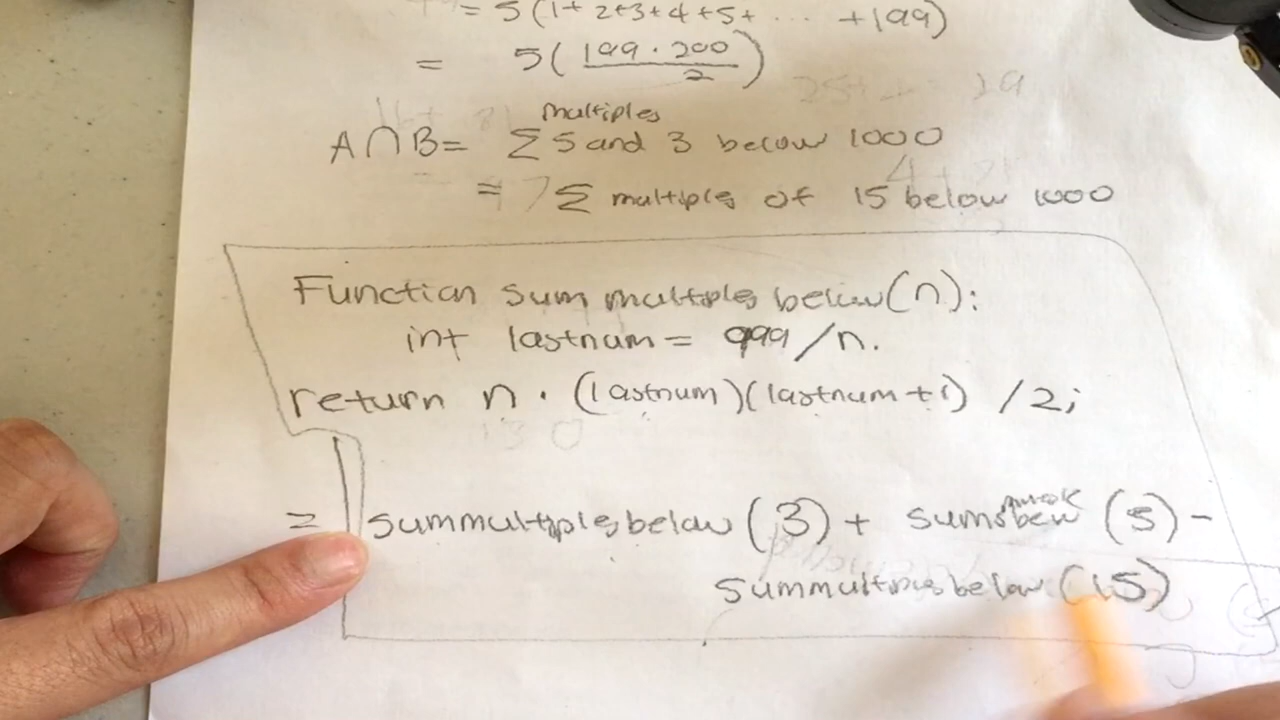 = 5(1+2+3+4+5+ ... +199)
= 5(199·200/2)
multiples
A∩B= Σ 5 and 3 below 1000
= Σ multiples of 15 below 1000
Function sum multiples below(n):
int lastnum = 999/n.
return n · (lastnum)(lastnum+1) /2;
= summultiplesbelow (3) + (5) -
summultiplesbelow (15)